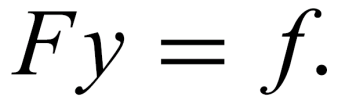 Fy = f.